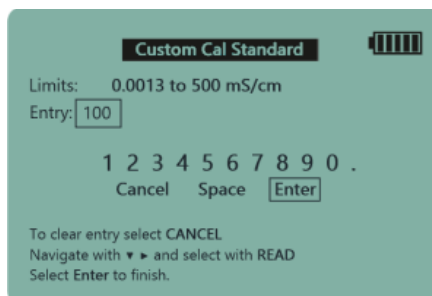 Custom Cal Standard
Limits: 0.0013 to 500 mS/cm
Entry: 100
1 2 3 4 5 6 7 8 9 0 .
Cancel Space Enter
To clear entry select CANCEL
Navigate with ▾ ▸ and select with READ
Select Enter to finish.